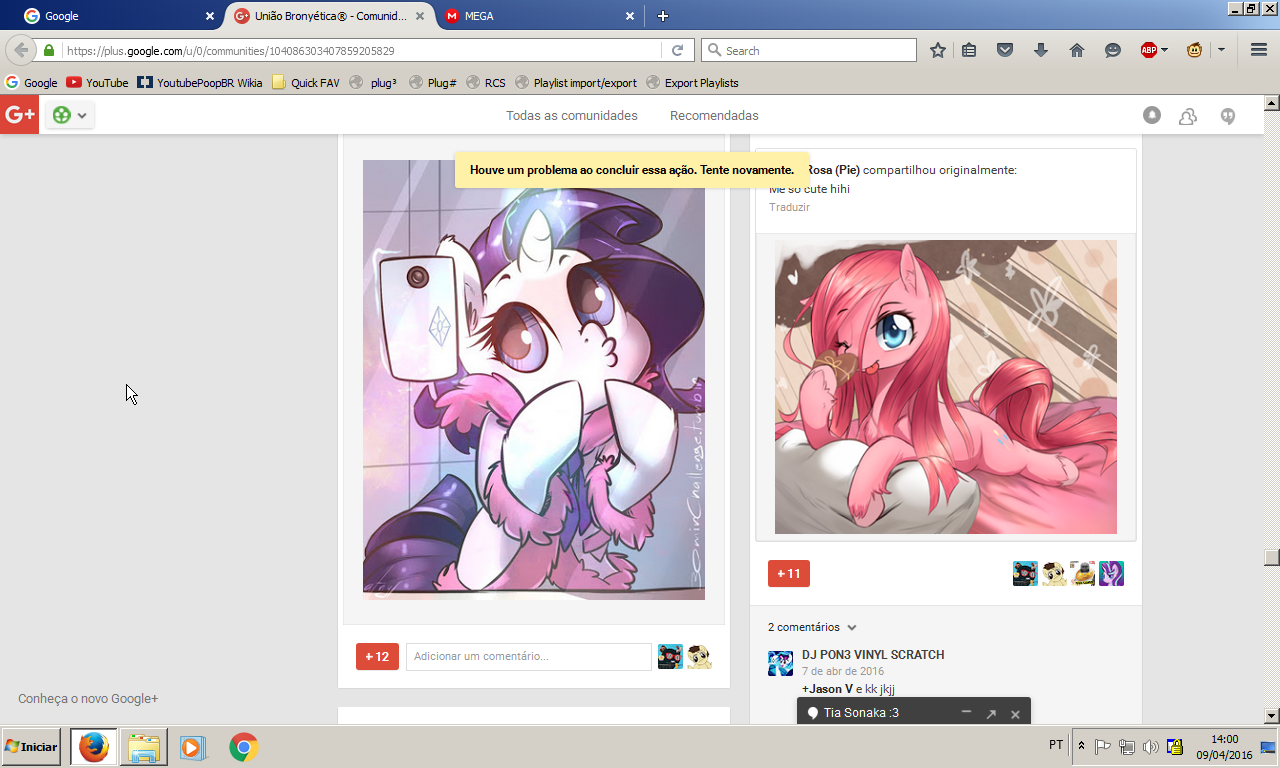 Google
União Bronyética® - Comunid...
MEGA
https://plus.google.com/u/0/communities/104086303407859205829
Search
ABP
Google
YouTube
YoutubePoopBR Wikia
Quick FAV
plug³
Plug#
RCS
Playlist import/export
Export Playlists
G+
Todas as comunidades
Recomendadas
Houve um problema ao concluir essa ação. Tente novamente.
Rosa (Pie) compartilhou originalmente:
Me so cute hihi
Traduzir
30minChallenge.tumblr
+12
Adicionar um comentário...
+11
2 comentários
DJ PON3 VINYL SCRATCH
7 de abr de 2016
+Jason V e kk jkjj
Tia Sonaka :3
Conheça o novo Google+
Iniciar
PT
14:00
09/04/2016